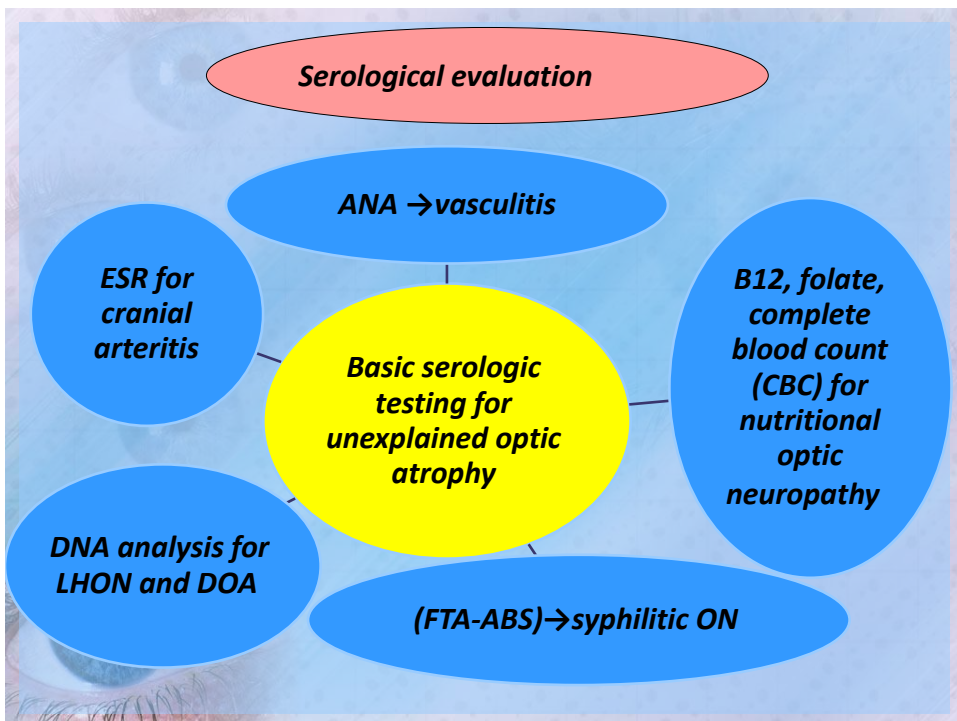 Serological evaluation
ANA →vasculitis
ESR for
cranial
arteritis
B12, folate,
complete
blood count
(CBC) for
nutritional
optic
neuropathy
Basic serologic
testing for
unexplained optic
atrophy
DNA analysis for
LHON and DOA
(FTA-ABS)→syphilitic ON